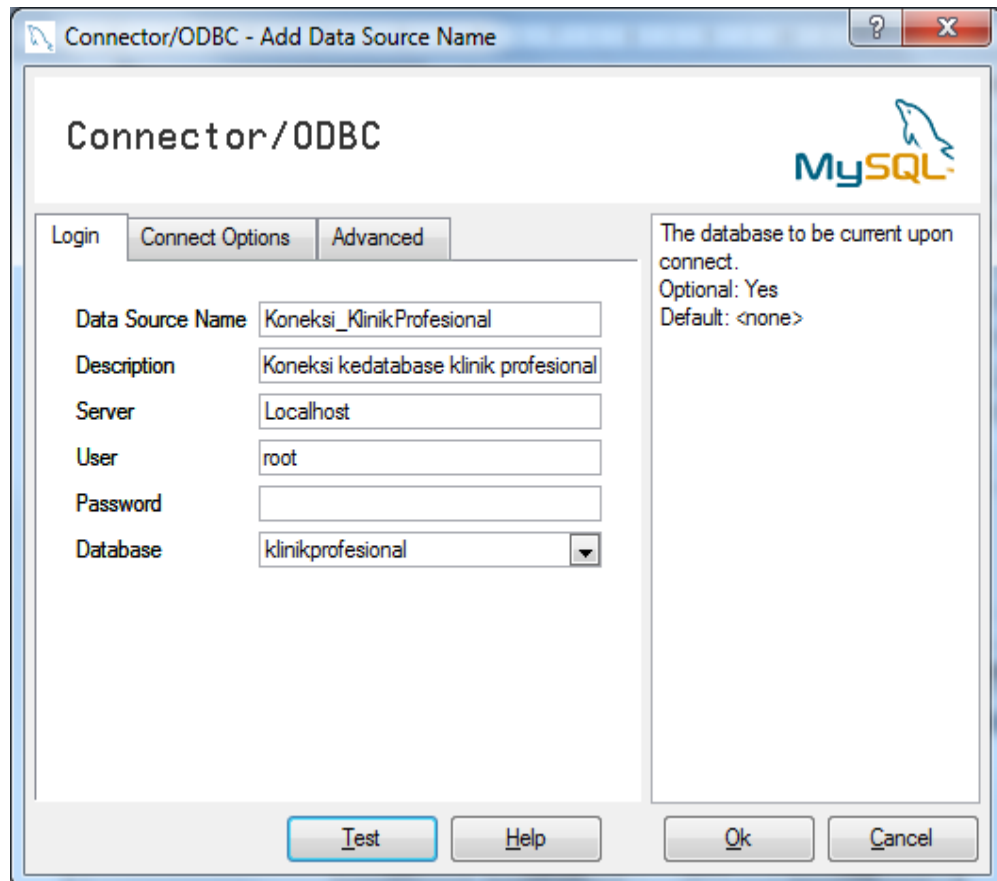 Connector/ODBC - Add Data Source Name
?
X
Connector/ODBC
MySQL
Login
Connect Options
Advanced
Data Source Name
Koneksi_KlinikProfesional
Description
Koneksi kedatabase klinik profesional
Server
Localhost
User
root
Password
Database
klinikprofesional
The database to be current upon
connect.
Optional: Yes
Default: <none>
Test
Help
Ok
Cancel